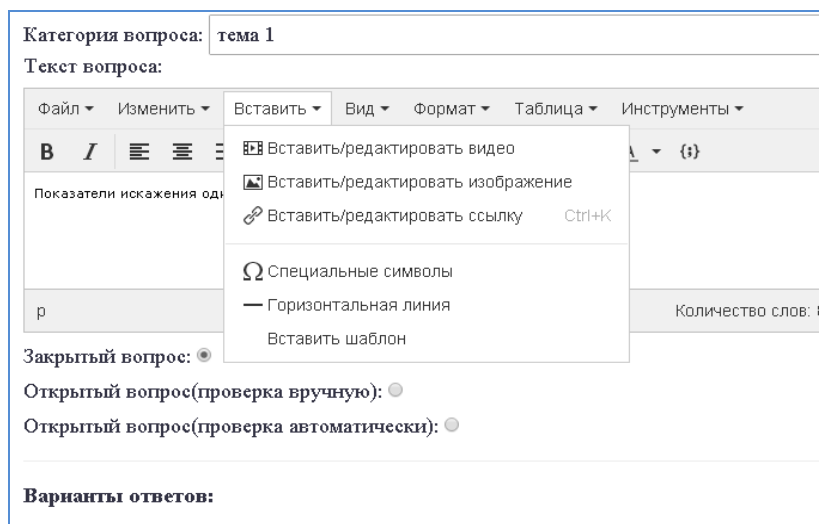 Категория вопроса: тема 1
Текст вопроса:
Файл Изменить Вставить Вид Формат Таблица Инструменты
B I A {;}
Вставить/редактировать видео
Вставить/редактировать изображение
Показатели искажения
Вставить/редактировать ссылку Ctrl+K
Ω Специальные символы
Горизонтальная линия
p Количество слов:
Вставить шаблон
Закрытый вопрос:
Открытый вопрос(проверка вручную):
Открытый вопрос(проверка автоматически):
Варианты ответов: